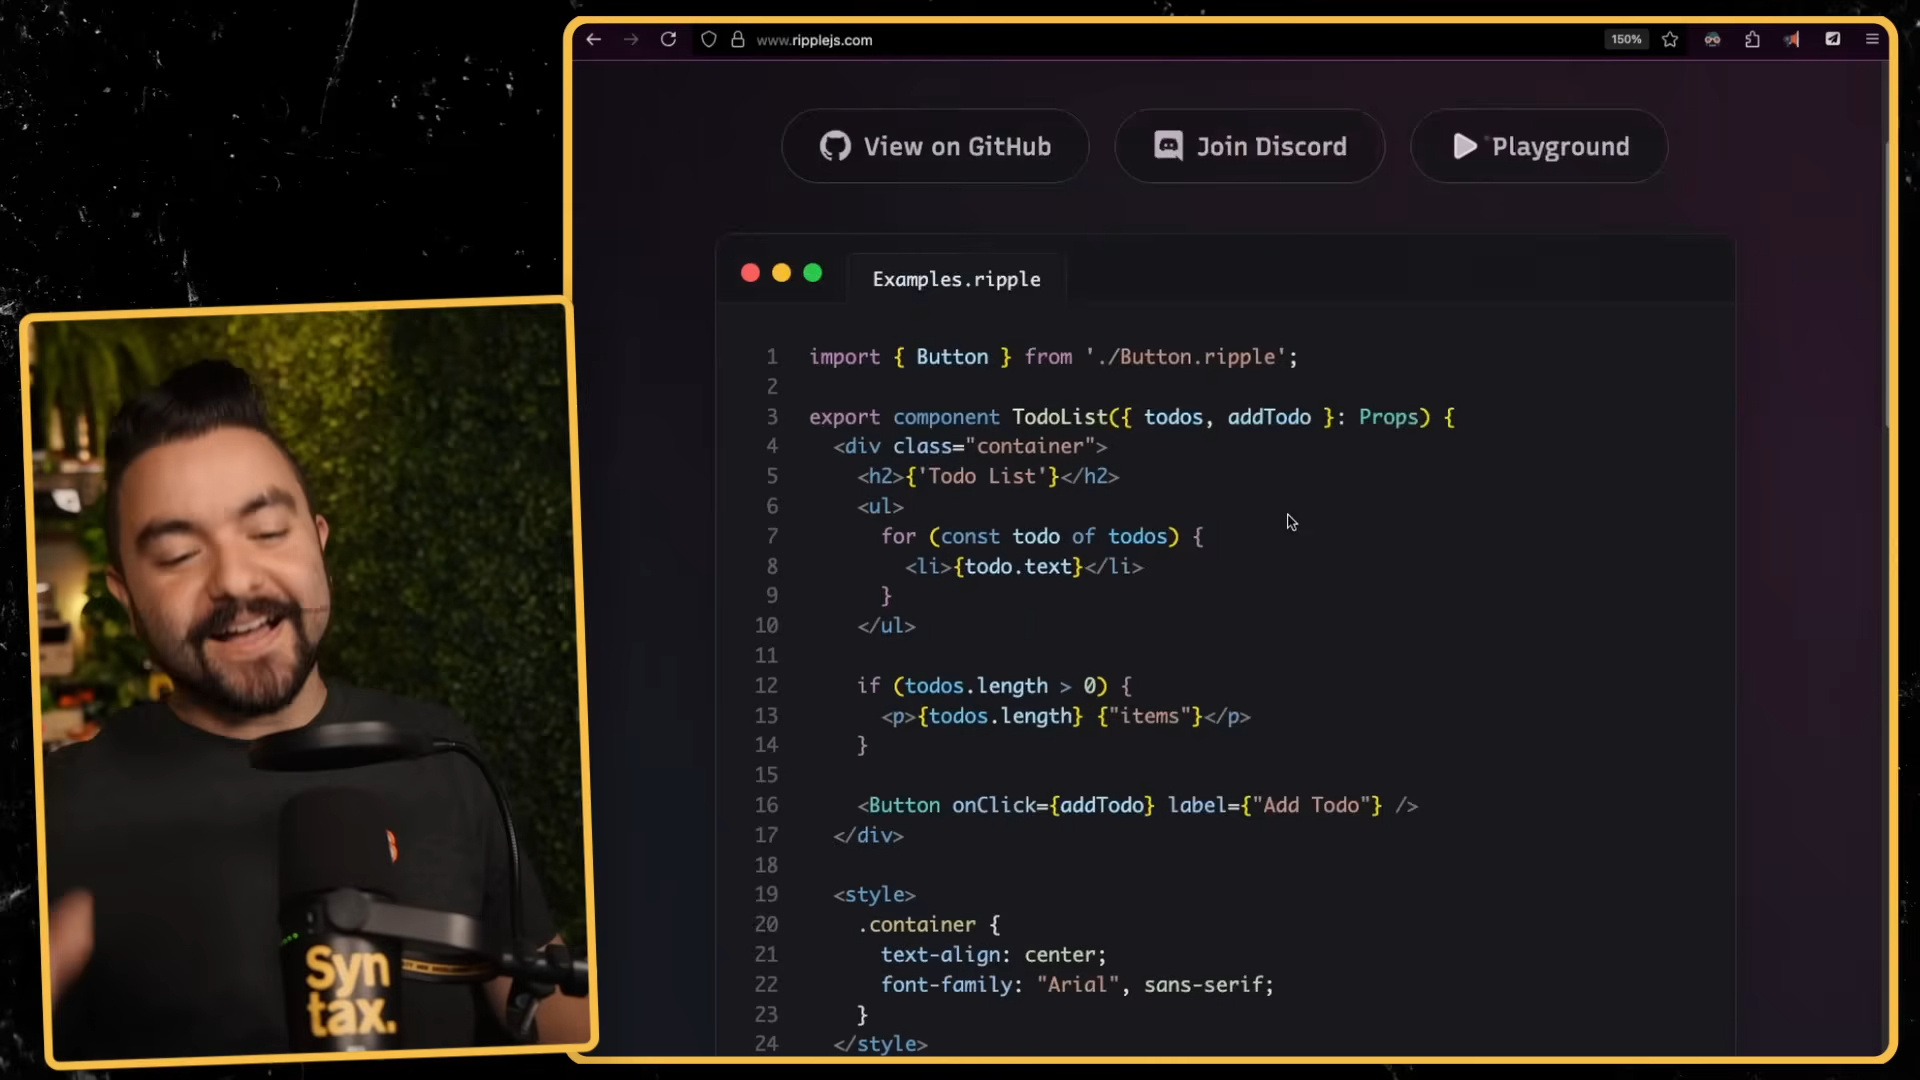 www.ripplejs.com
150%
View on GitHub
Join Discord
Playground
Examples.ripple
1 import { Button } from './Button.ripple';
2
3 export component TodoList({ todos, addTodo }: Props) {
4 <div class="container">
5 <h2>{'Todo List'}</h2>
6 <ul>
7 for (const todo of todos) {
8 <li>{todo.text}</li>
9 }
10 </ul>
11
12 if (todos.length > 0) {
13 <p>{todos.length} {"items"}</p>
14 }
15
16 <Button onClick={addTodo} label={"Add Todo"} />
17 </div>
18
19 <style>
20 .container {
21 text-align: center;
22 font-family: "Arial", sans-serif;
23 }
24 </style>
Syn
tax.